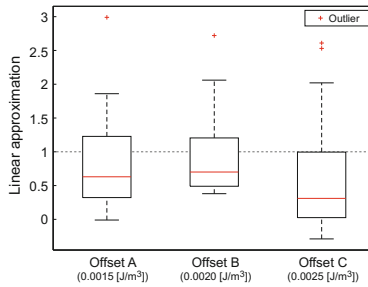 Linear approximation
3
2.5
2
1.5
1
0.5
0
Outlier
Offset A
(0.0015 [J/m³])
Offset B
(0.0020 [J/m³])
Offset C
(0.0025 [J/m³])